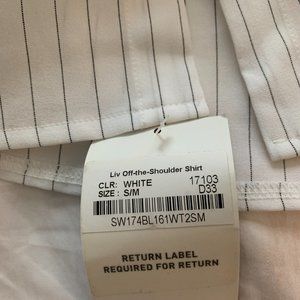 Liv Off-the-Shoulder Shirt
CLR: WHITE 17103
SIZE: S/M D33
SW174BL161WT2SM
RETURN LABEL
REQUIRED FOR RETURN